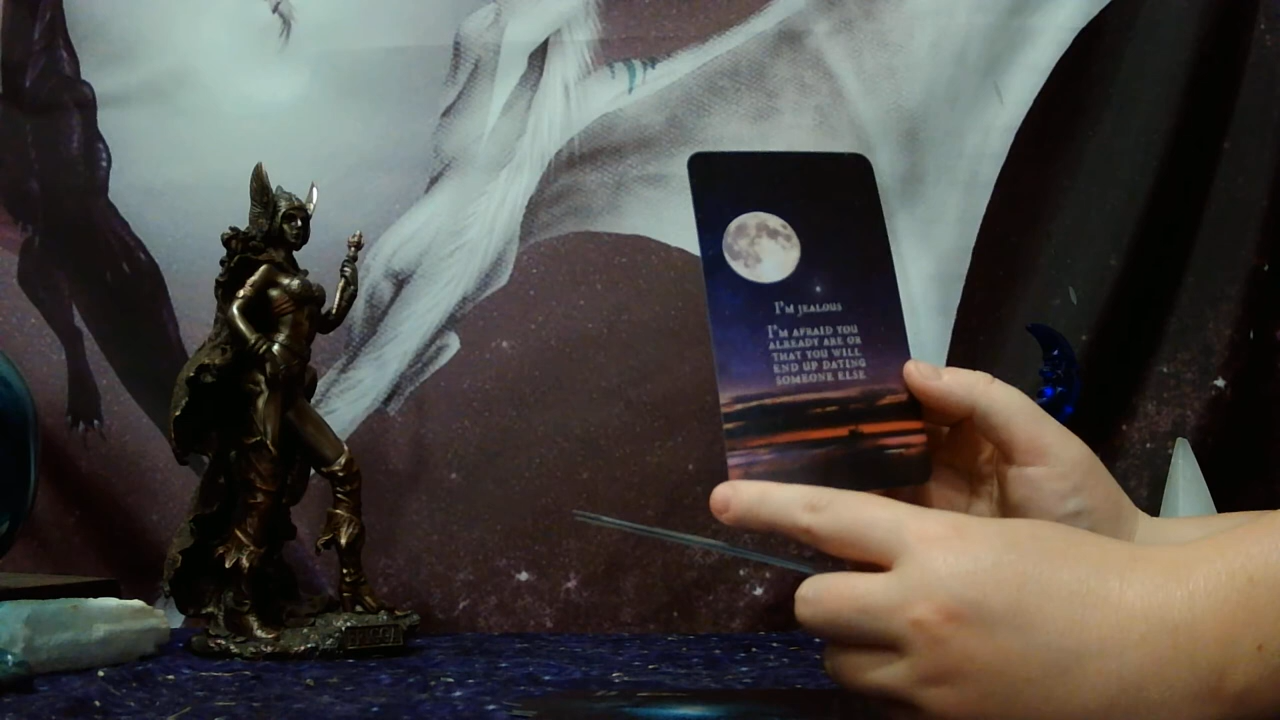 I'M JEALOUS
I'M AFRAID YOU
ALREADY ARE OR
THAT YOU WILL
END UP DATING
SOMEONE ELSE